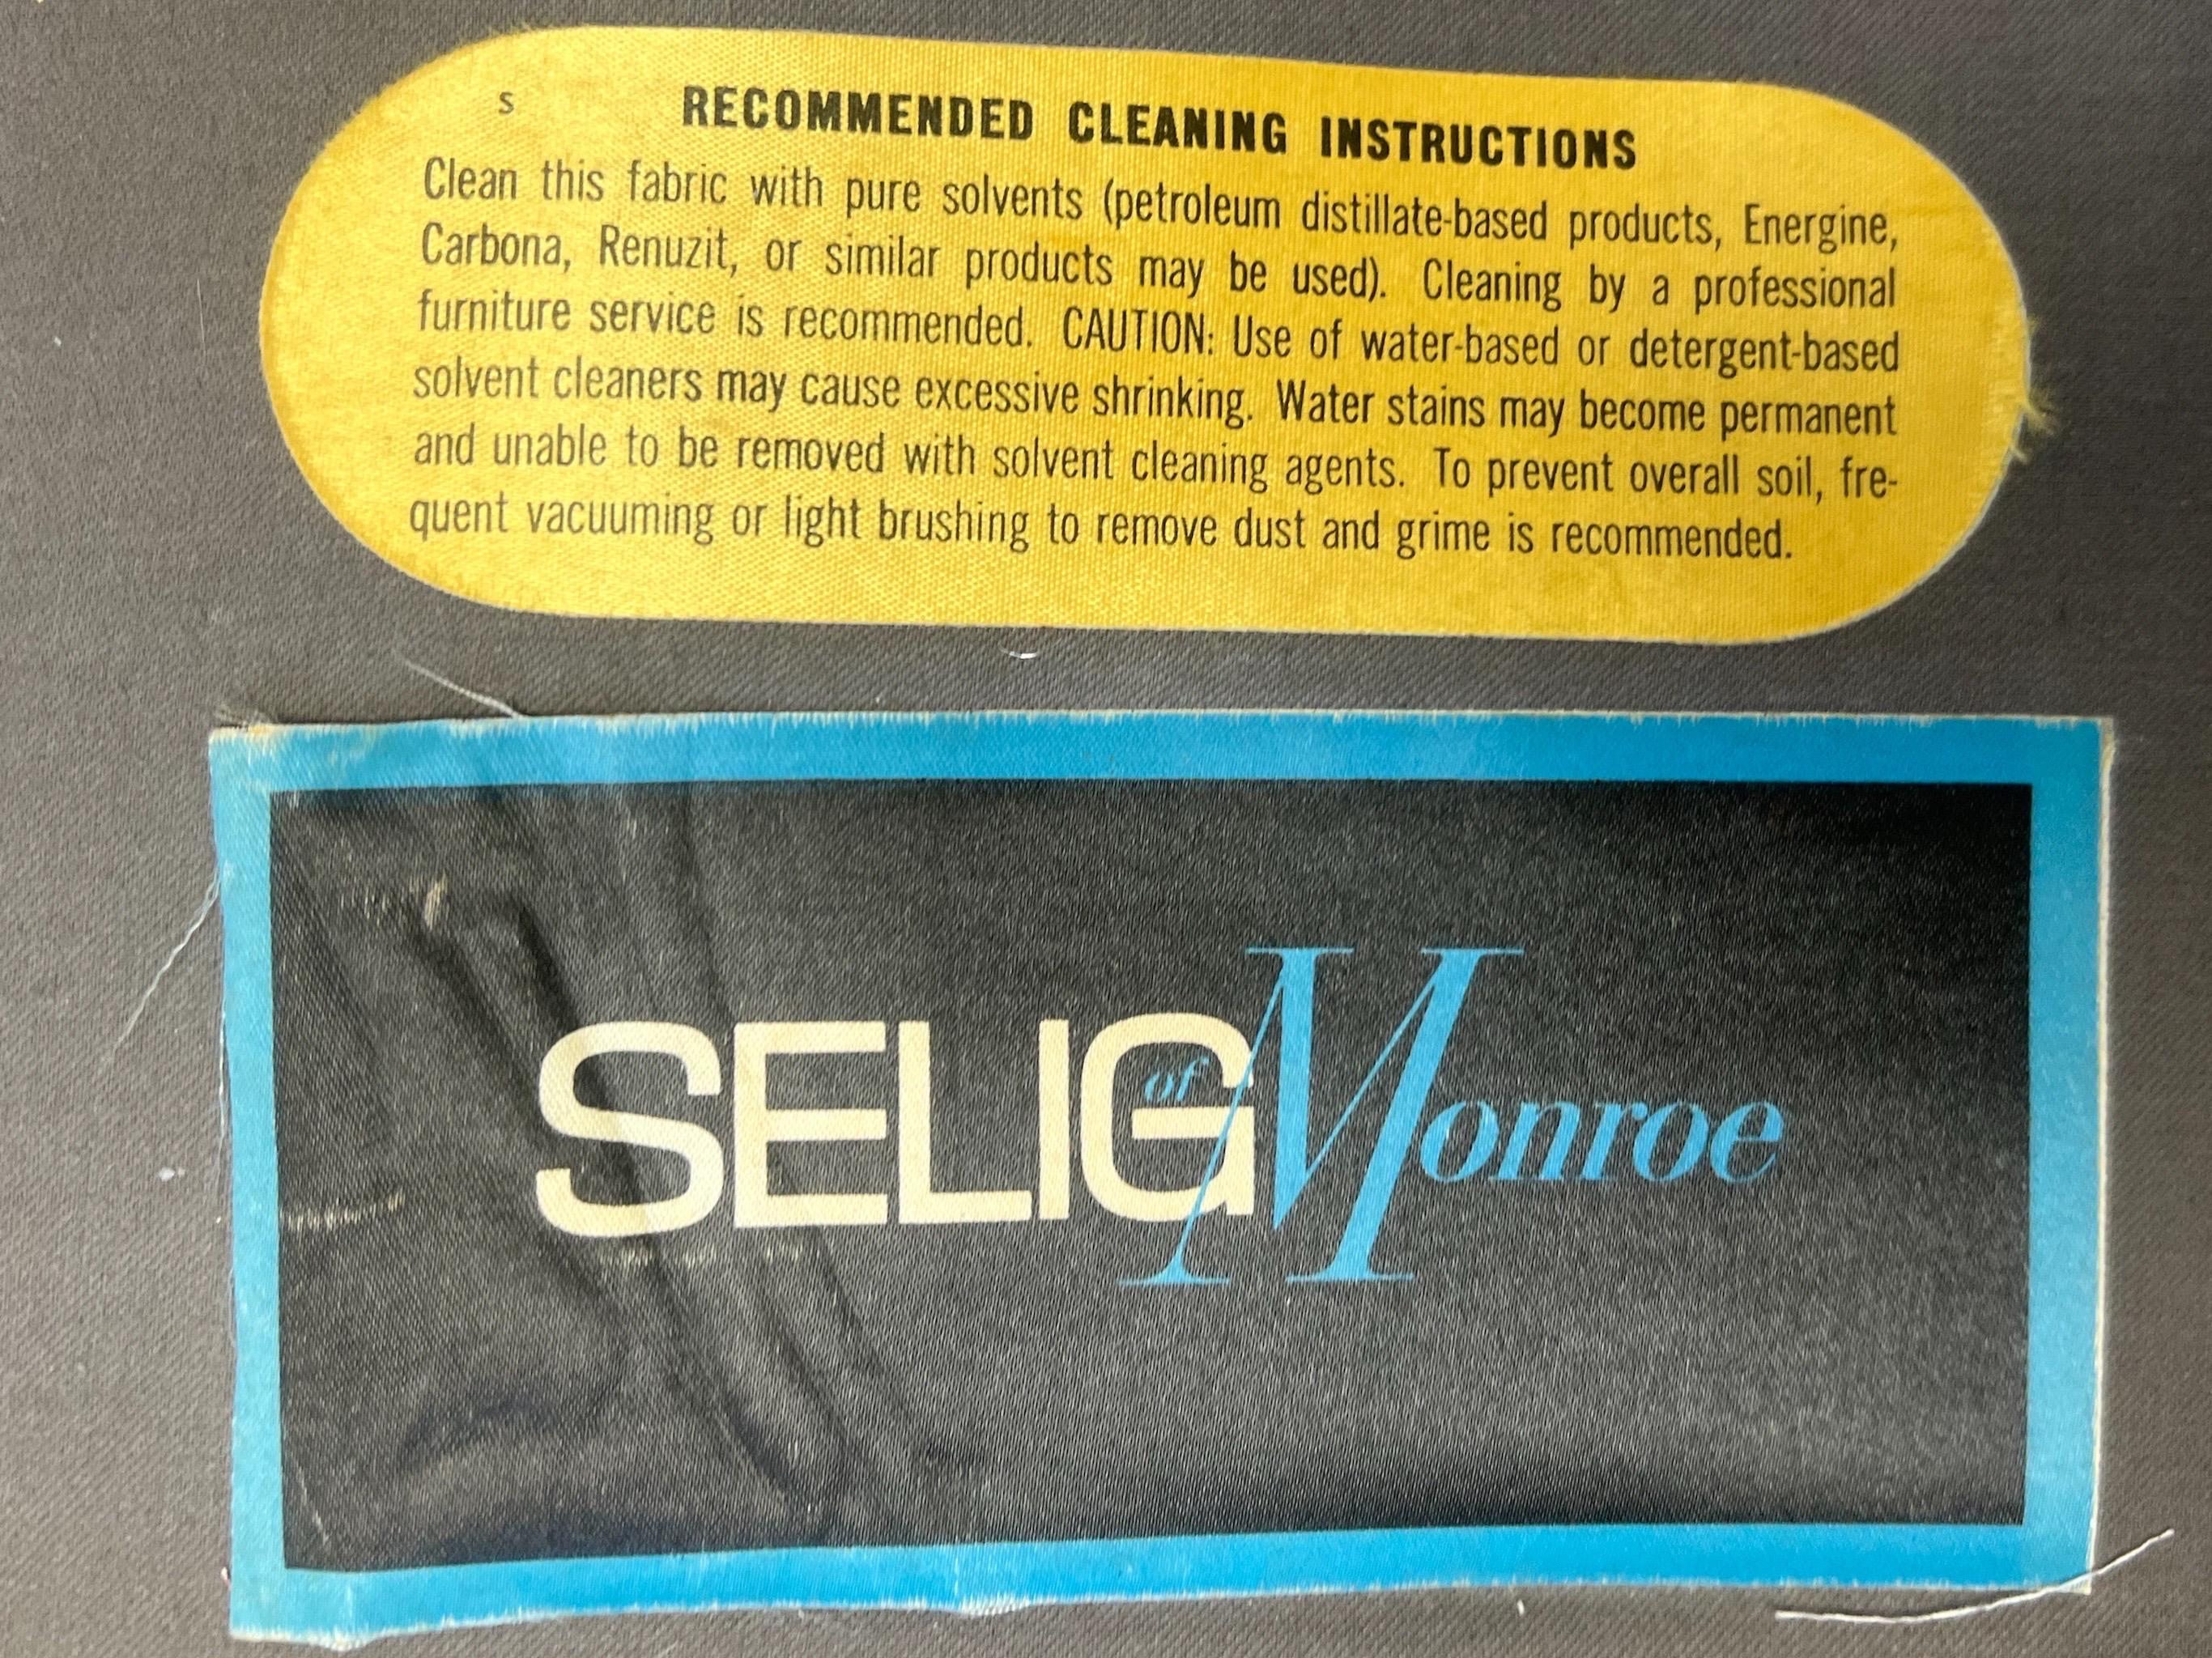 S RECOMMENDED CLEANING INSTRUCTIONS
Clean this fabric with pure solvents (petroleum distillate-based products, Energine,
Carbona, Renuzit, or similar products may be used). Cleaning by a professional
furniture service is recommended. CAUTION: Use of water-based or detergent-based
solvent cleaners may cause excessive shrinking. Water stains may become permanent
and unable to be removed with solvent cleaning agents. To prevent overall soil, fre-
quent vacuuming or light brushing to remove dust and grime is recommended.
SELIG of Monroe